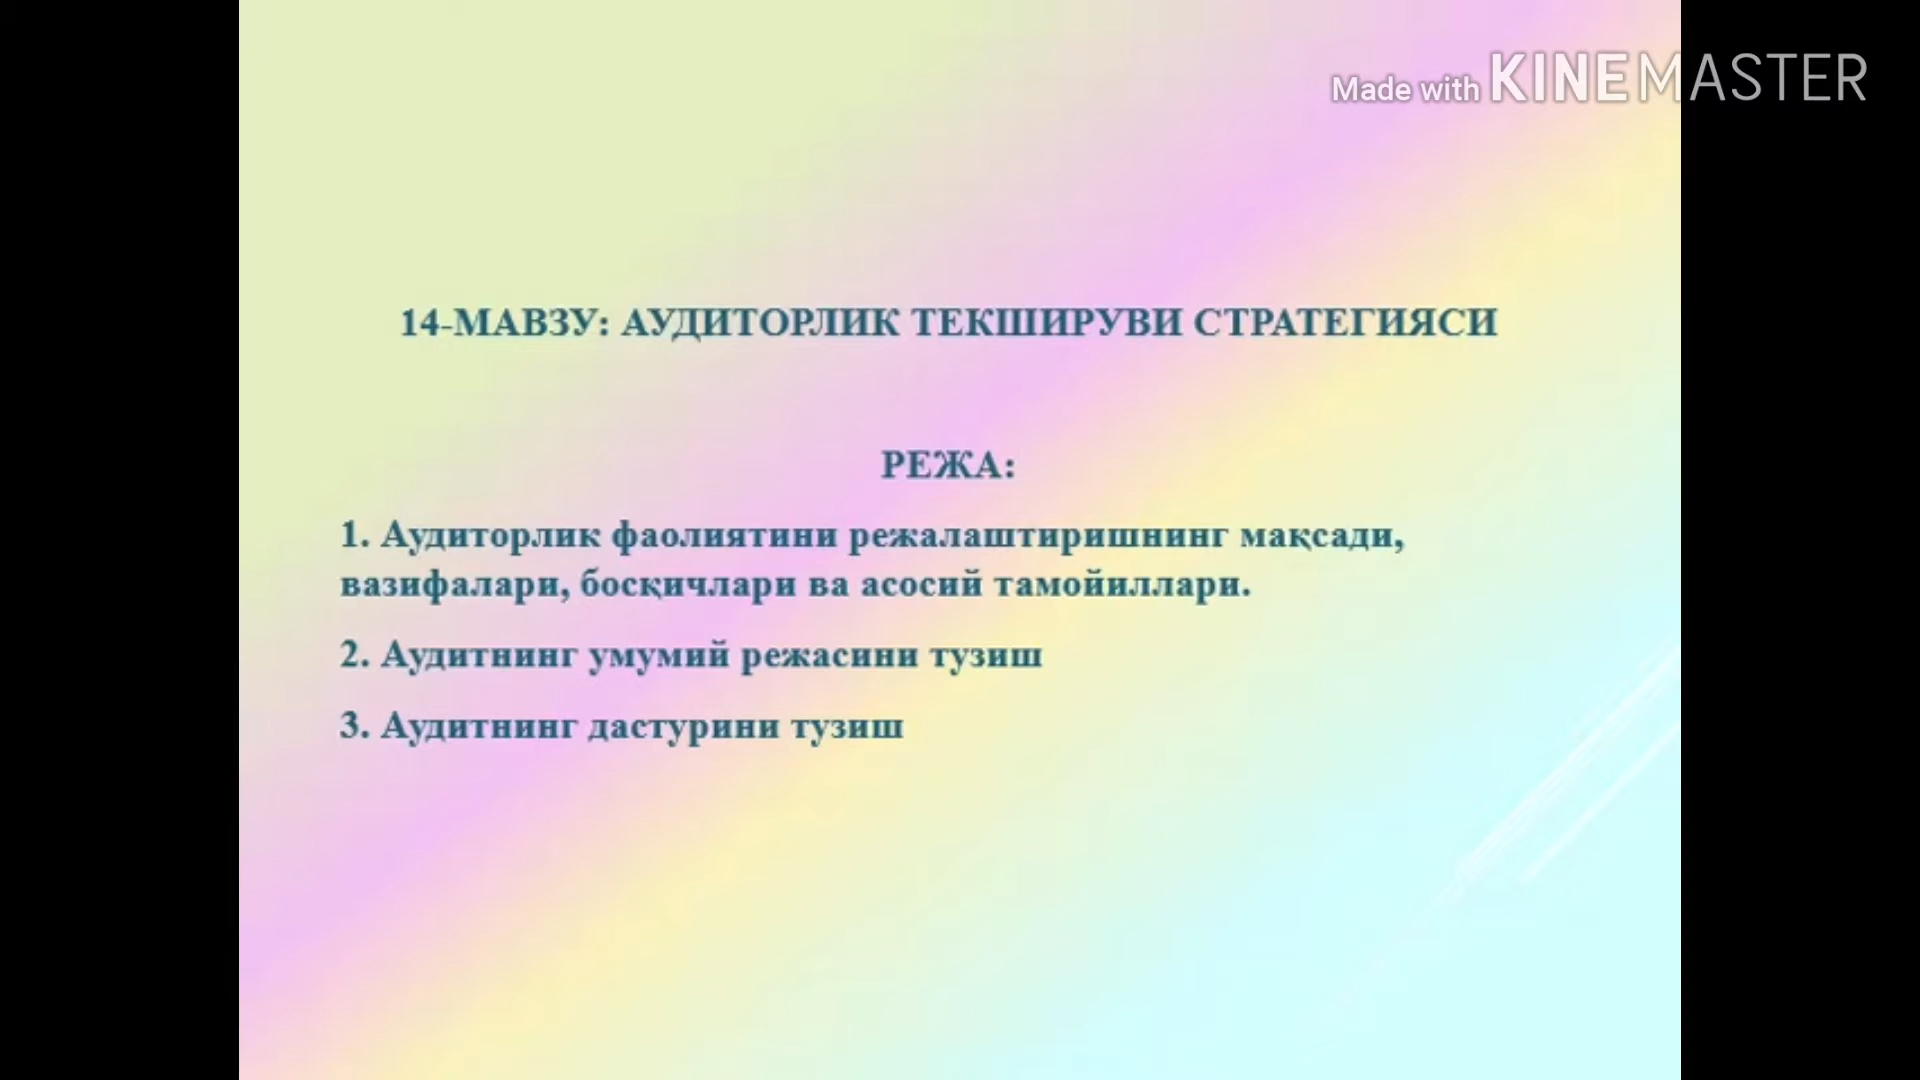 Made with KINEMASTER
14-МАВЗУ: АУДИТОРЛИК ТЕКШИРУВИ СТРАТЕГИЯСИ
РЕЖА:
1. Аудиторлик фаолиятини режалаштиришнинг мақсади,
вазифалари, босқичлари ва асосий тамойиллари.
2. Аудитнинг умумий режасини тузиш
3. Аудитнинг дастурини тузиш